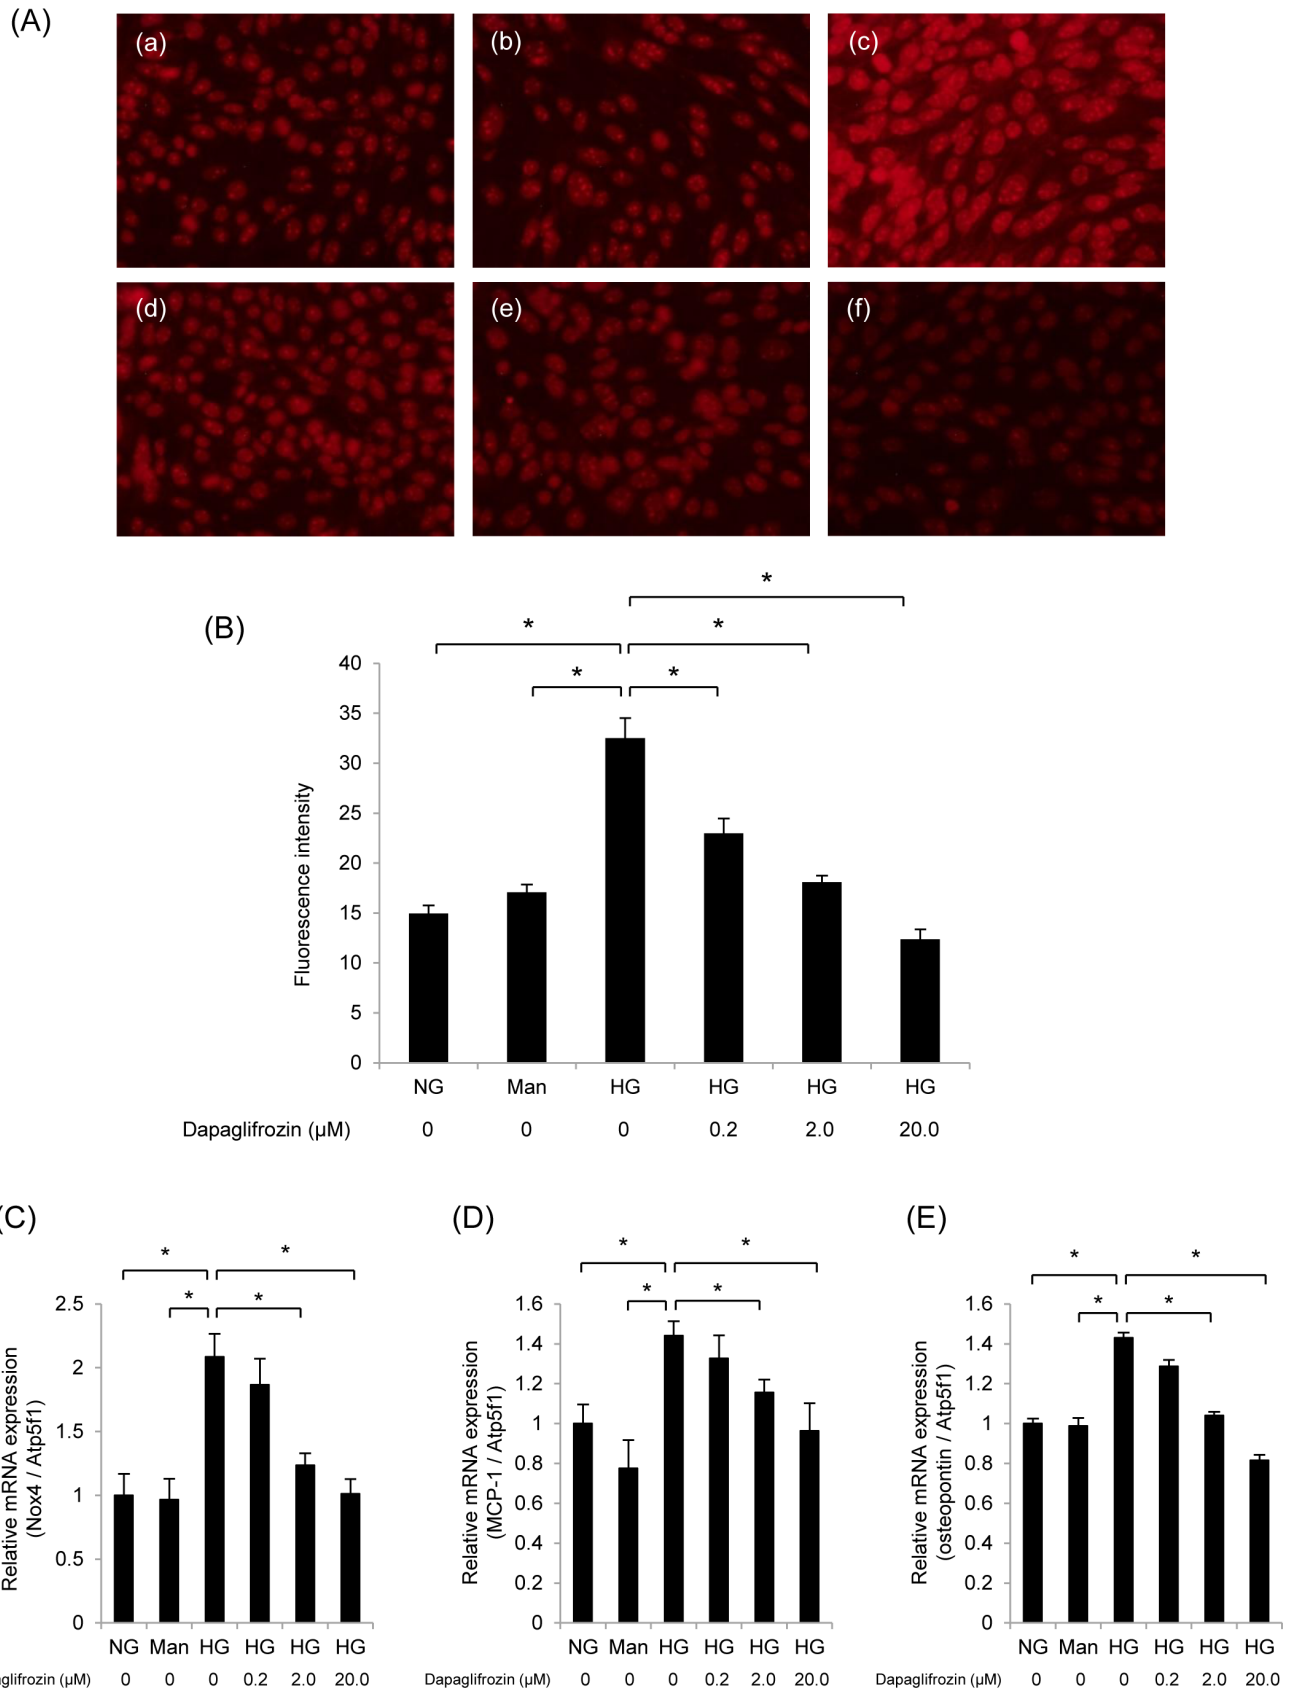 (A)
(a)
(b)
(c)
(d)
(e)
(f)
(B)
*
*
*
*
*
40
35
30
25
20
15
10
5
0
Fluorescence intensity
NG Man HG HG HG HG
Dapaglifrozin (μM) 0 0 0 0.2 2.0 20.0
(C)
*
*
*
*
2.5
2
1.5
1
0.5
0
Relative mRNA expression
(Nox4 / Atp5f1)
NG Man HG HG HG HG
aglifrozin (μM) 0 0 0 0.2 2.0 20.0
(D)
*
*
*
*
1.6
1.4
1.2
1
0.8
0.6
0.4
0.2
0
Relative mRNA expression
(MCP-1 / Atp5f1)
NG Man HG HG HG HG
Dapaglifrozin (μM) 0 0 0 0.2 2.0 20.0
(E)
*
*
*
*
1.6
1.4
1.2
1
0.8
0.6
0.4
0.2
0
Relative mRNA expression
(osteopontin / Atp5f1)
NG Man HG HG HG HG
Dapaglifrozin (μM) 0 0 0 0.2 2.0 20.0